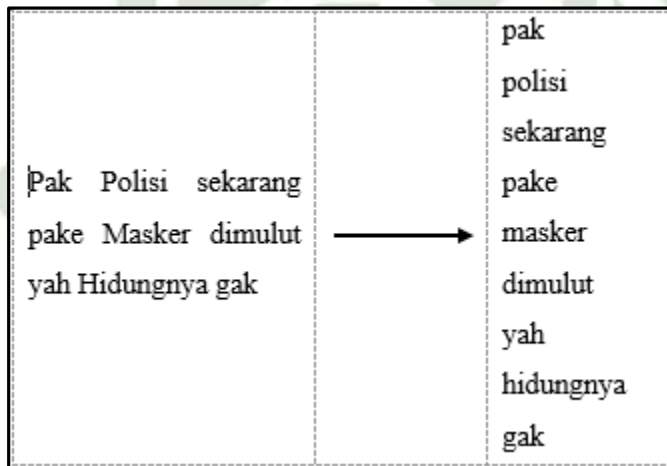 Pak Polisi sekarang
pake Masker dimulut
yah Hidungnya gak
pak
polisi
sekarang
pake
masker
dimulut
yah
hidungnya
gak